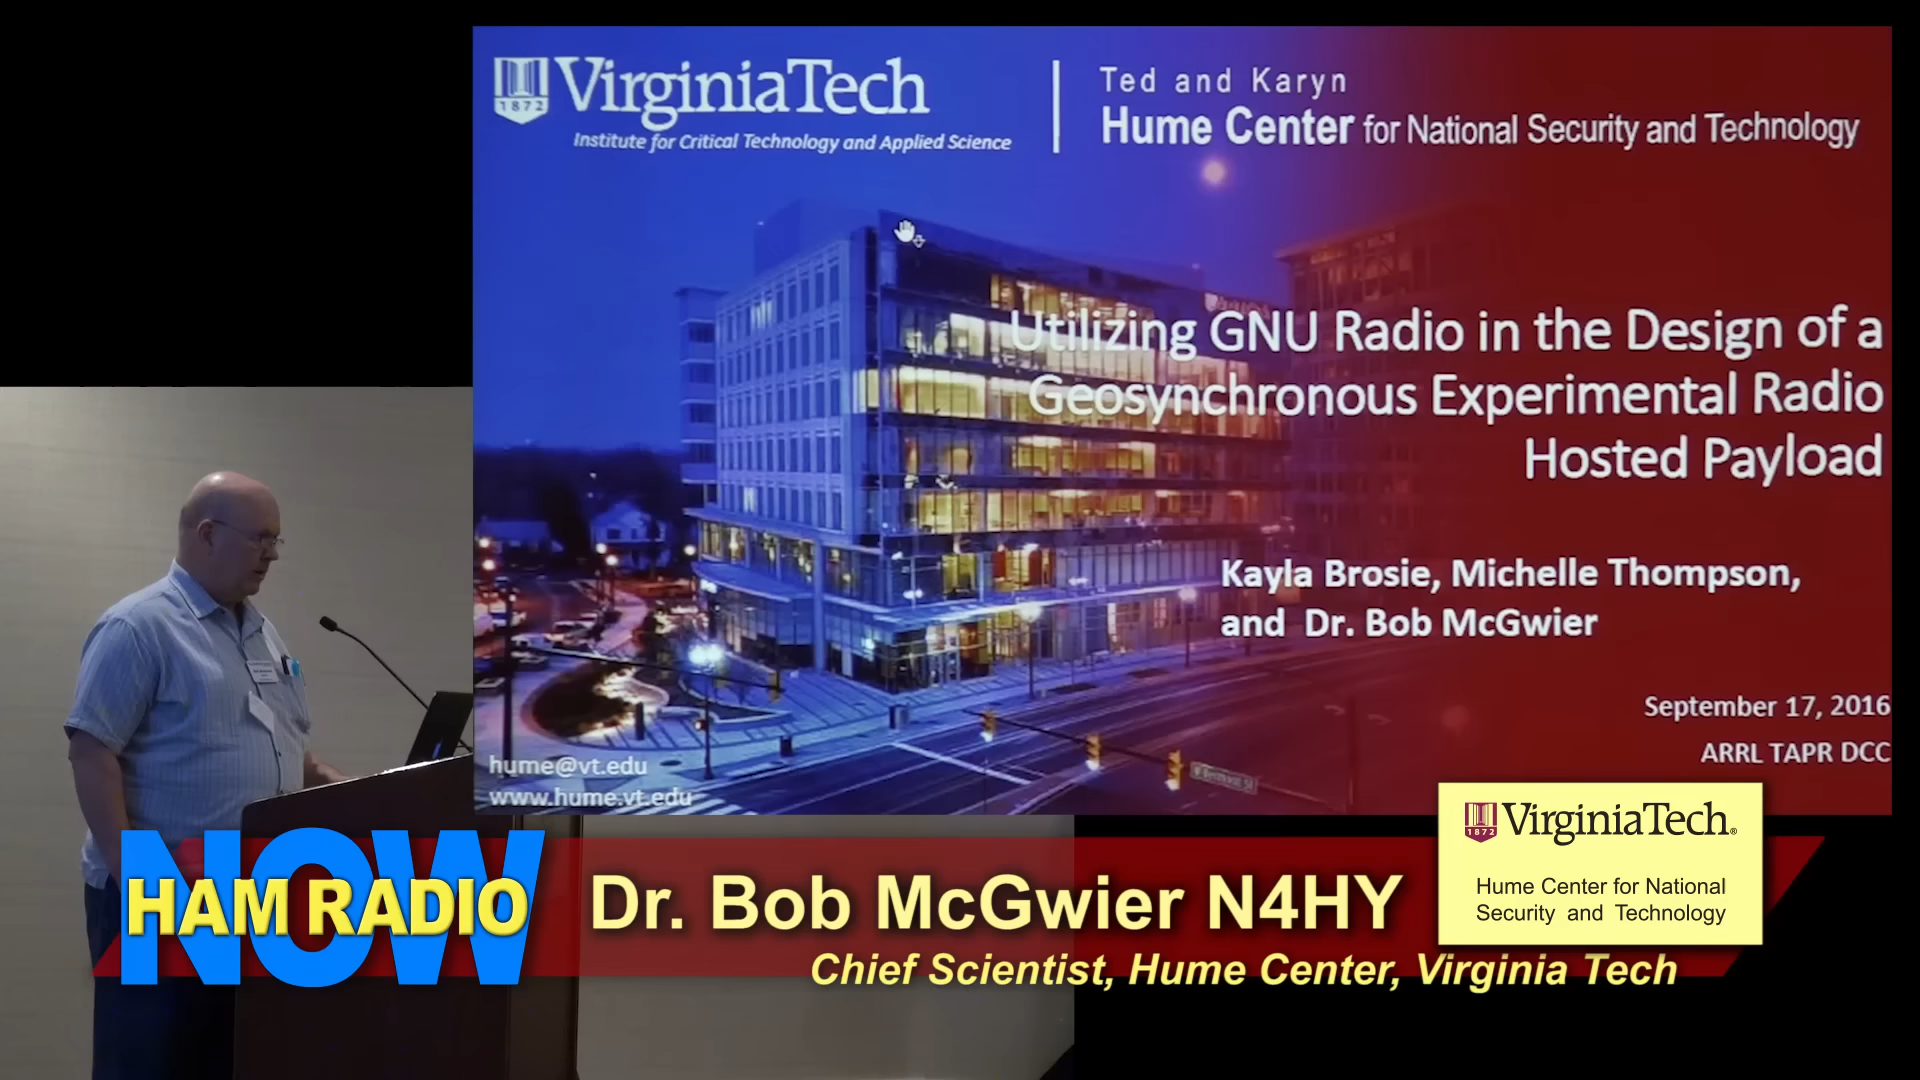 VirginiaTech
1872
Institute for Critical Technology and Applied Science
Ted and Karyn
Hume Center for National Security and Technology
Utilizing GNU Radio in the Design of a
Geosynchronous Experimental Radio
Hosted Payload
Kayla Brosie, Michelle Thompson,
and Dr. Bob McGwier
September 17, 2016
ARRL TAPR DCC
hume@vt.edu
www.hume.vt.edu
NOW
HAM RADIO
Dr. Bob McGwier N4HY
Chief Scientist, Hume Center, Virginia Tech
VirginiaTech®
1872
Hume Center for National
Security and Technology